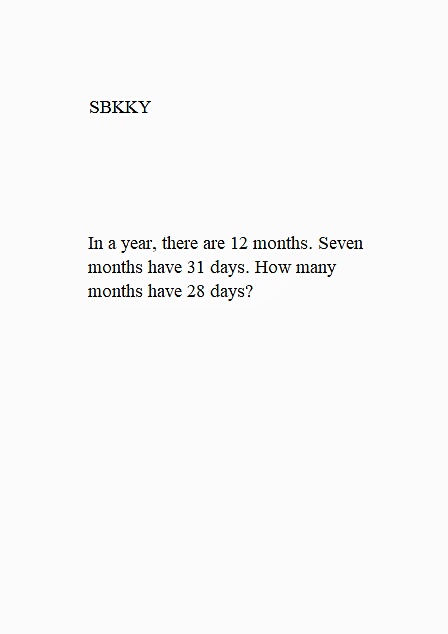 SBKKY
In a year, there are 12 months. Seven
months have 31 days. How many
months have 28 days?